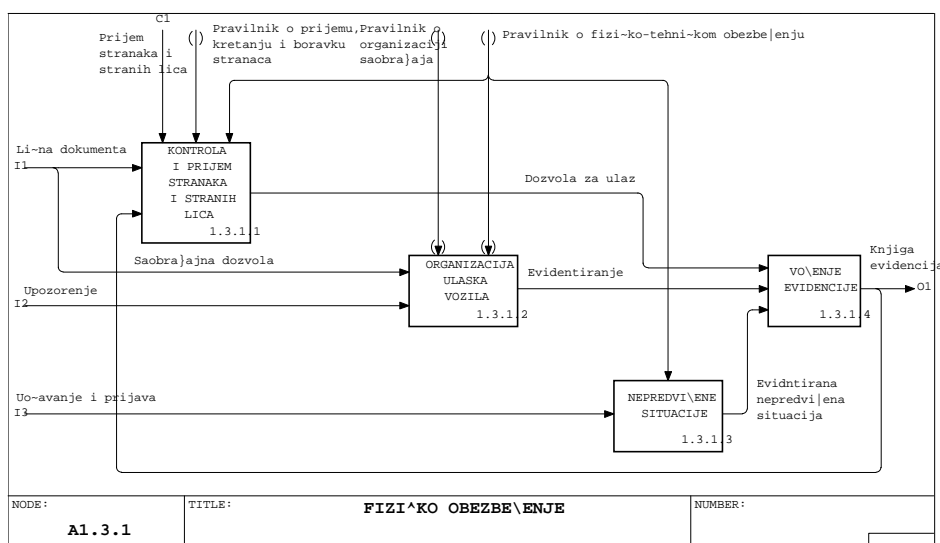 C1
Prijem
stranaka i
stranih lica
()
Pravilnik o prijemu,
kretanju i boravku
stranaca
Pravilnik o
organizaciji
saobra}aja
()
()
Pravilnik o fizi~ko-tehni~kom obezbe|enju
Li~na dokumenta
I1
KONTROLA
I PRIJEM
STRANAKA
I STRANIH
LICA
1.3.1.1
Dozvola za ulaz
Saobra}ajna dozvola
Upozorenje
I2
()
()
ORGANIZACIJA
ULASKA
VOZILA
1.3.1.2
Evidentiranje
VO\ENJE
EVIDENCIJE
1.3.1.4
Knjiga
evidencija
O1
Uo~avanje i prijava
I3
NEPREDVI\ENE
SITUACIJE
1.3.1.3
Evidntirana
nepredvi|ena
situacija
NODE:
A1.3.1
TITLE:
FIZI^KO OBEZBE\ENJE
NUMBER: